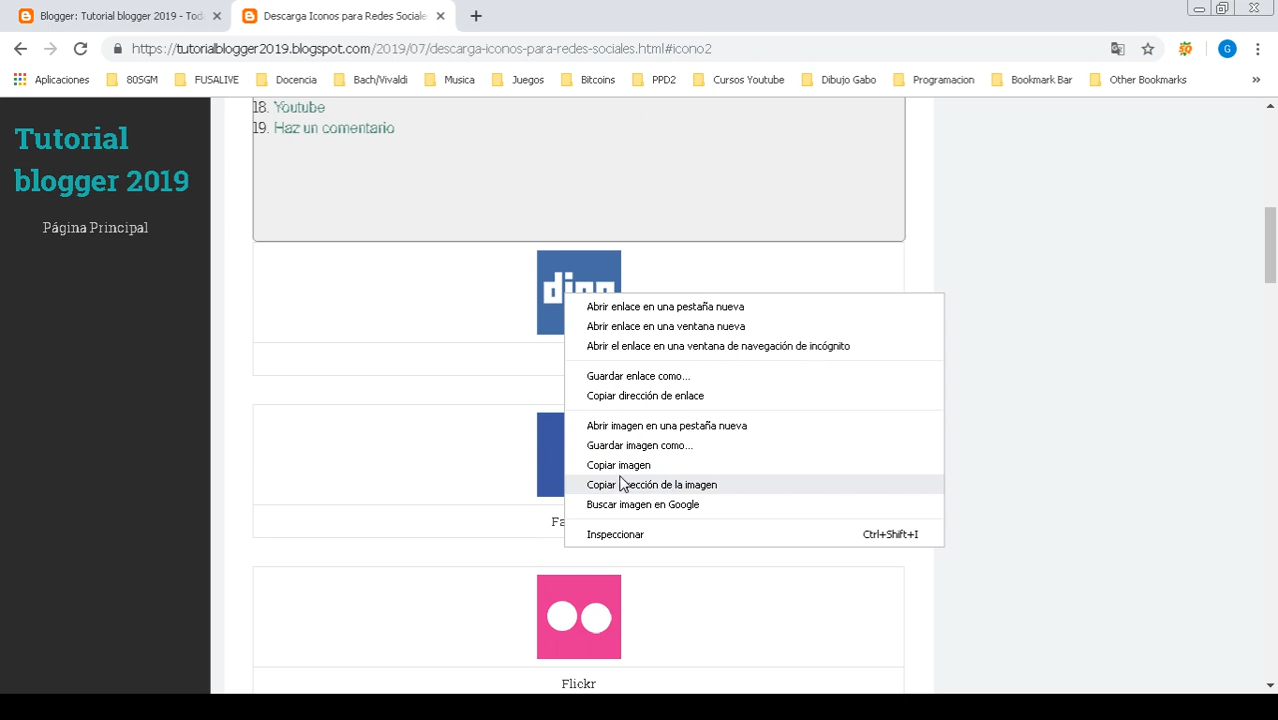 Blogger: Tutorial blogger 2019 - Tod
Descarga Iconos para Redes Sociale
https://tutorialblogger2019.blogspot.com/2019/07/descarga-iconos-para-redes-sociales.html#icono2
G
Aplicaciones
80SGM
FUSALIVE
Docencia
Bach/Vivaldi
Musica
Juegos
Bitcoins
PPD2
Cursos Youtube
Dibujo Gabo
Programacion
Bookmark Bar
Other Bookmarks
»
Tutorial
blogger 2019
Página Principal
18. Youtube
19. Haz un comentario
Abrir enlace en una pestaña nueva
Abrir enlace en una ventana nueva
Abrir el enlace en una ventana de navegación de incógnito
Guardar enlace como...
Copiar dirección de enlace
Abrir imagen en una pestaña nueva
Guardar imagen como...
Copiar imagen
Copiar de la imagen
Buscar imagen en Google
Inspeccionar Ctrl+Shift+I
Fa
Flickr